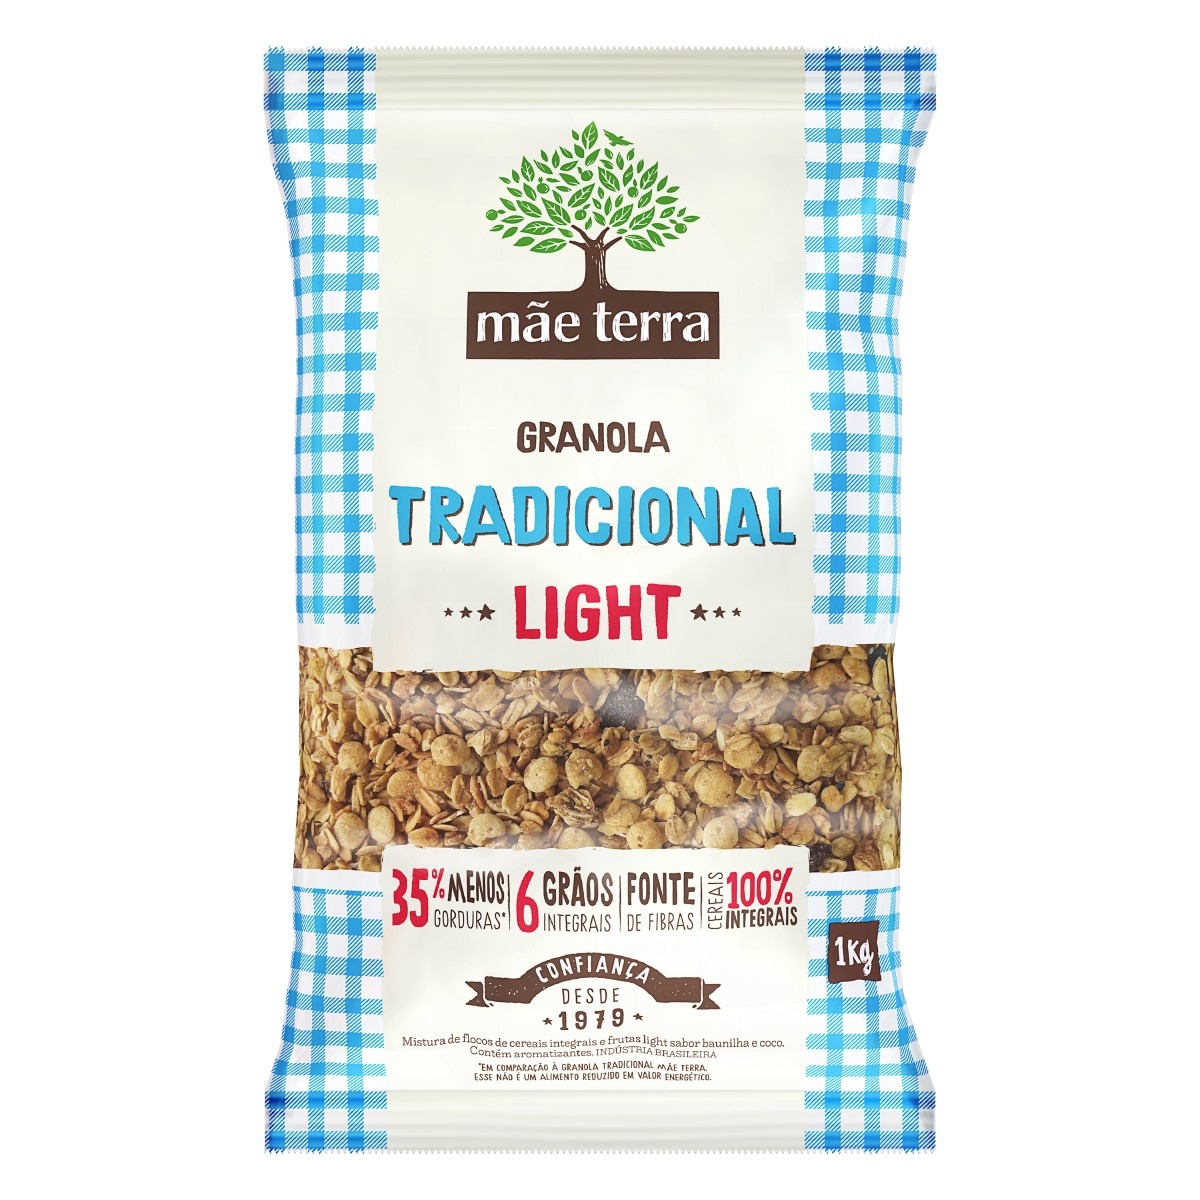 mãe terra
GRANOLA
TRADICIONAL
LIGHT
35% MENOS GORDURAS*
6 GRÃOS INTEGRAIS
FONTE DE FIBRAS
CEREAIS 100% INTEGRAIS
1Kg
CONFIANÇA
DESDE
1979
Mistura de flocos de cereais integrais e frutas light sabor baunilha e coco.
Contém aromatizantes. INDÚSTRIA BRASILEIRA
*EM COMPARAÇÃO À GRANOLA TRADICIONAL MÃE TERRA.
ESSE NÃO É UM ALIMENTO REDUZIDO EM VALOR ENERGÉTICO.